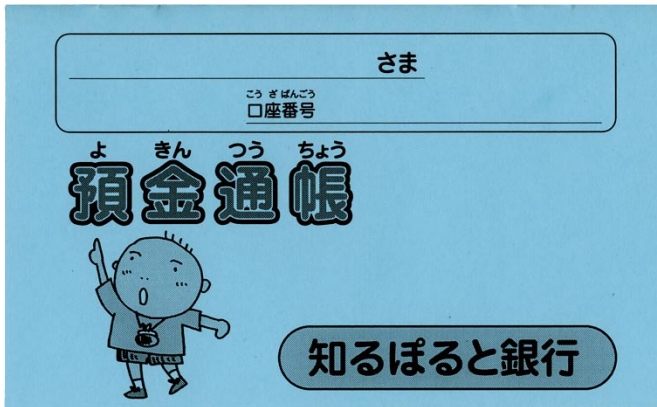 さま
こうざばんごう
口座番号
よきんつうちょう
預金通帳
知るぽると銀行